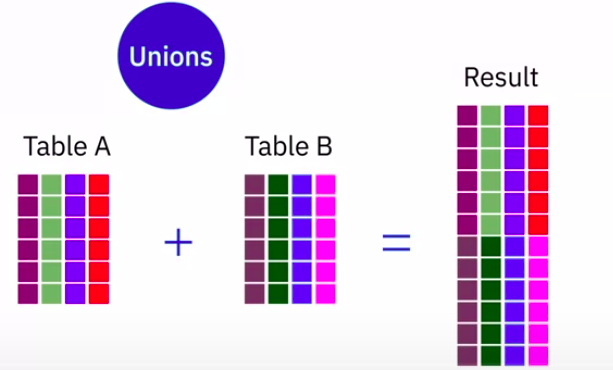 Unions
Result
Table A
Table B
+
=